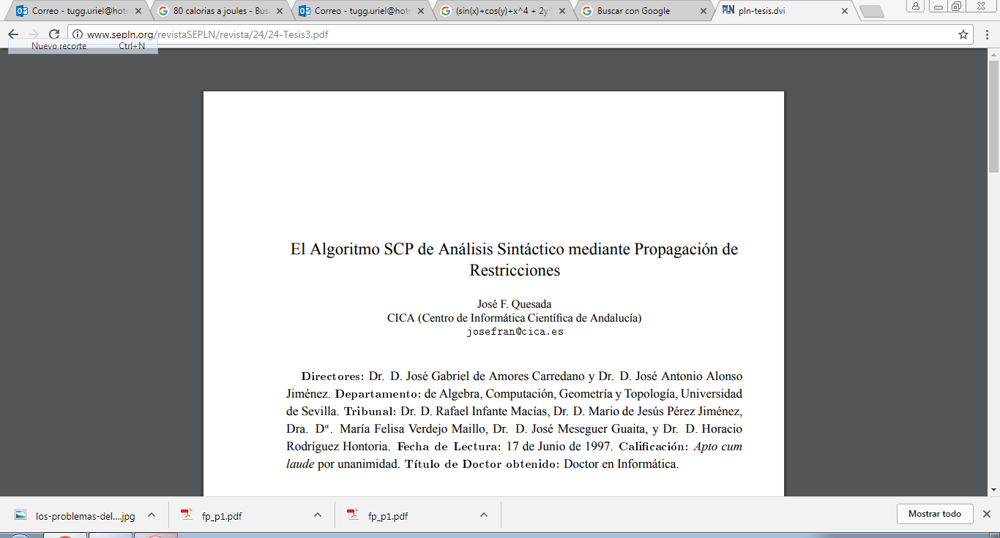 Correo - tugg.uriel@hotm
80 calorias a joules - Bus
Correo - tugg.uriel@hotm
(sin(x)+cos(y)+x^4 + 2y^
Buscar con Google
pln-tesis.dvi
www.sepln.org/revistaSEPLN/revista/24/24-Tesis3.pdf
Nuevo recorte Ctrl+N
El Algoritmo SCP de Análisis Sintáctico mediante Propagación de
Restricciones
José F. Quesada
CICA (Centro de Informática Científica de Andalucía)
josefran@cica.es
Directores: Dr. D. José Gabriel de Amores Carredano y Dr. D. José Antonio Alonso
Jiménez. Departamento: de Algebra, Computación, Geometría y Topología, Universidad
de Sevilla. Tribunal: Dr. D. Rafael Infante Macías, Dr. D. Mario de Jesús Pérez Jiménez,
Dra. Dª. María Felisa Verdejo Maillo, Dr. D. José Meseguer Guaita, y Dr. D. Horacio
Rodríguez Hontoria. Fecha de Lectura: 17 de Junio de 1997. Calificación: Apto cum
laude por unanimidad. Título de Doctor obtenido: Doctor en Informática.
los-problemas-del....jpg
fp_p1.pdf
fp_p1.pdf
Mostrar todo